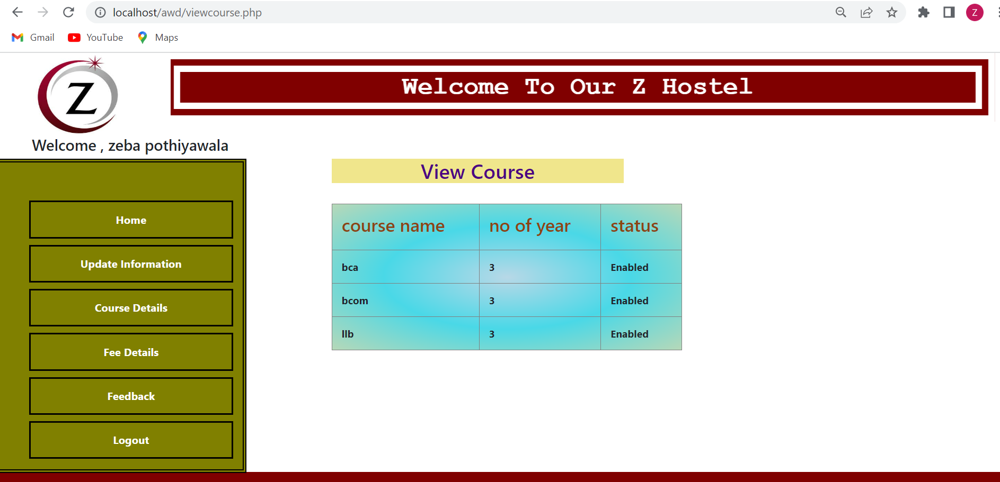 localhost/awd/viewcourse.php
Z
Gmail YouTube Maps
Z
Welcome To Our Z Hostel
Welcome , zeba pothiyawala
View Course
Home
Update Information
Course Details
Fee Details
Feedback
Logout
course name no of year status
bca 3 Enabled
bcom 3 Enabled
llb 3 Enabled